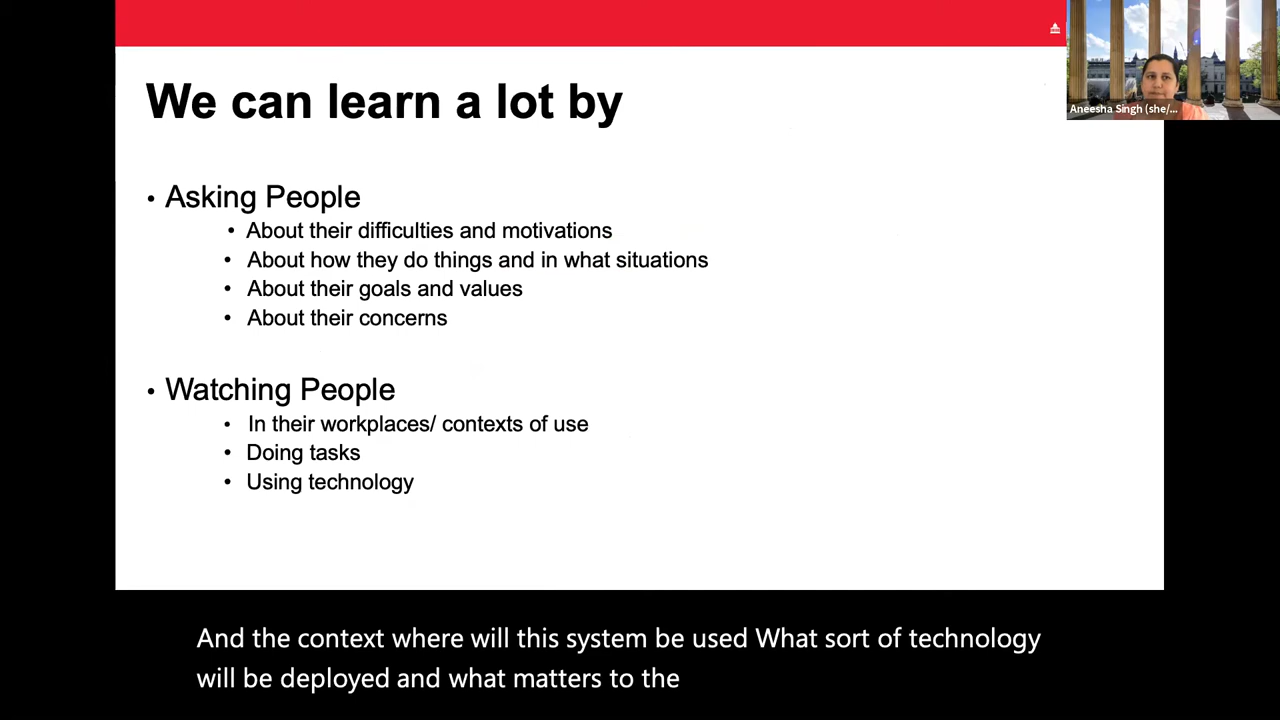 We can learn a lot by
Aneesha Singh (she/...
• Asking People
• About their difficulties and motivations
• About how they do things and in what situations
• About their goals and values
• About their concerns
• Watching People
• In their workplaces/ contexts of use
• Doing tasks
• Using technology
And the context where will this system be used What sort of technology
will be deployed and what matters to the